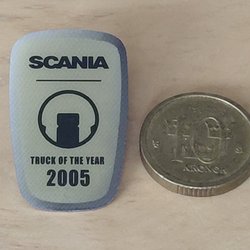 SCANIA
TRUCK OF THE YEAR
2005
10
KRONOR